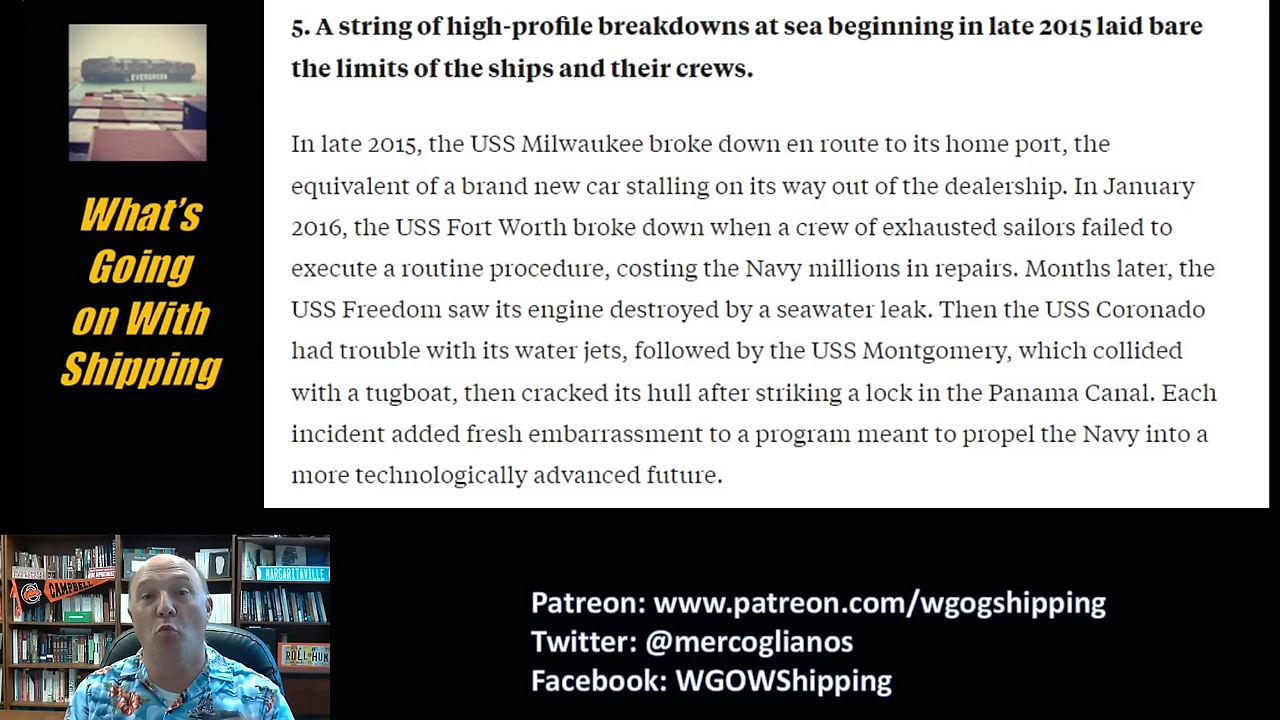 EVERGREEN
What's
Going
on With
Shipping
5. A string of high-profile breakdowns at sea beginning in late 2015 laid bare
the limits of the ships and their crews.
In late 2015, the USS Milwaukee broke down en route to its home port, the
equivalent of a brand new car stalling on its way out of the dealership. In January
2016, the USS Fort Worth broke down when a crew of exhausted sailors failed to
execute a routine procedure, costing the Navy millions in repairs. Months later, the
USS Freedom saw its engine destroyed by a seawater leak. Then the USS Coronado
had trouble with its water jets, followed by the USS Montgomery, which collided
with a tugboat, then cracked its hull after striking a lock in the Panama Canal. Each
incident added fresh embarrassment to a program meant to propel the Navy into a
more technologically advanced future.
CAMPBELL
MARGARITAVILLE
Patreon: www.patreon.com/wgogshipping
Twitter: @mercoglianos
Facebook: WGOWShipping